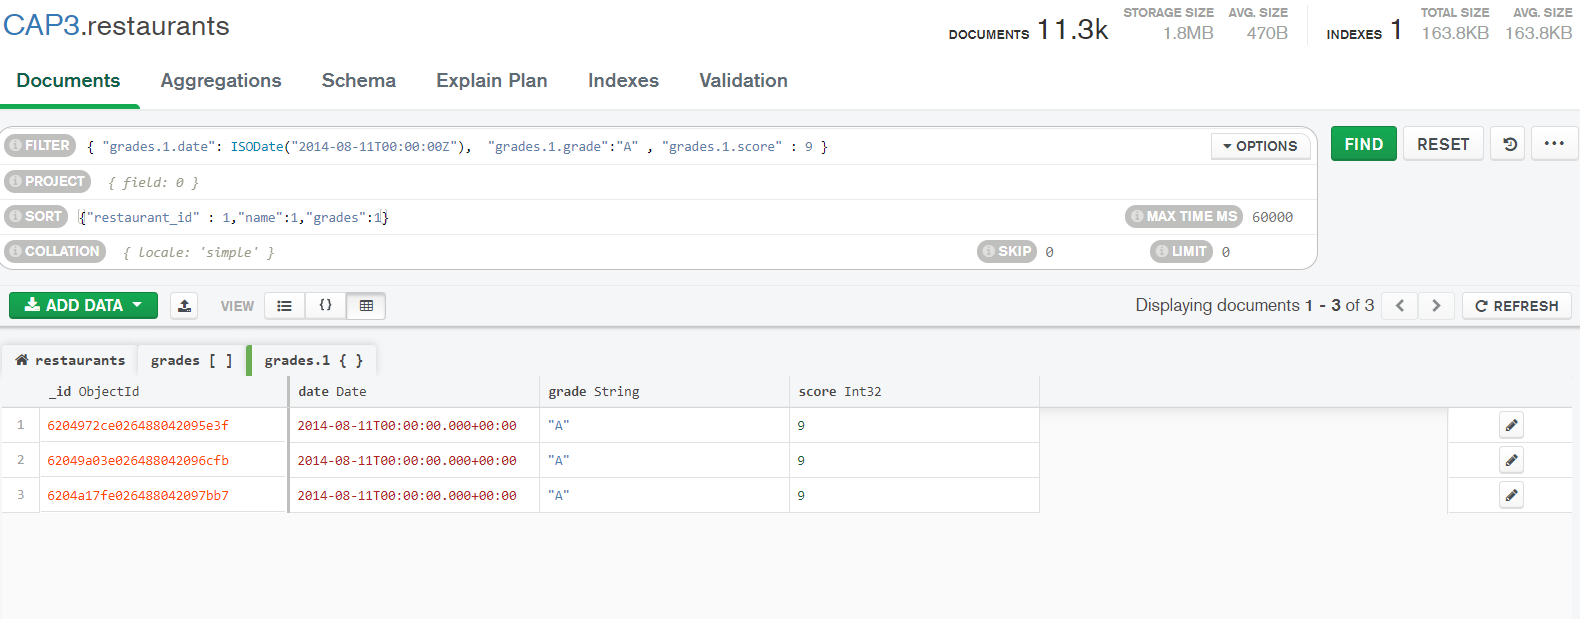 CAP3.restaurants
DOCUMENTS 11.3k STORAGE SIZE 1.8MB AVG. SIZE 470B INDEXES 1 TOTAL SIZE 163.8KB AVG. SIZE 163.8KB
Documents Aggregations Schema Explain Plan Indexes Validation
FILTER { "grades.1.date": ISODate("2014-08-11T00:00:00Z"), "grades.1.grade":"A" , "grades.1.score" : 9 } OPTIONS FIND RESET ...
PROJECT { field: 0 }
SORT {"restaurant_id" : 1,"name":1,"grades":1} MAX TIME MS 60000
COLLATION { locale: 'simple' } SKIP 0 LIMIT 0
ADD DATA VIEW {} Displaying documents 1 - 3 of 3 < > REFRESH
restaurants grades [ ] grades.1 { }
_id ObjectId date Date grade String score Int32
1 6204972ce026488042095e3f 2014-08-11T00:00:00.000+00:00 "A" 9
2 62049a03e026488042096cfb 2014-08-11T00:00:00.000+00:00 "A" 9
3 6204a17fe026488042097bb7 2014-08-11T00:00:00.000+00:00 "A" 9